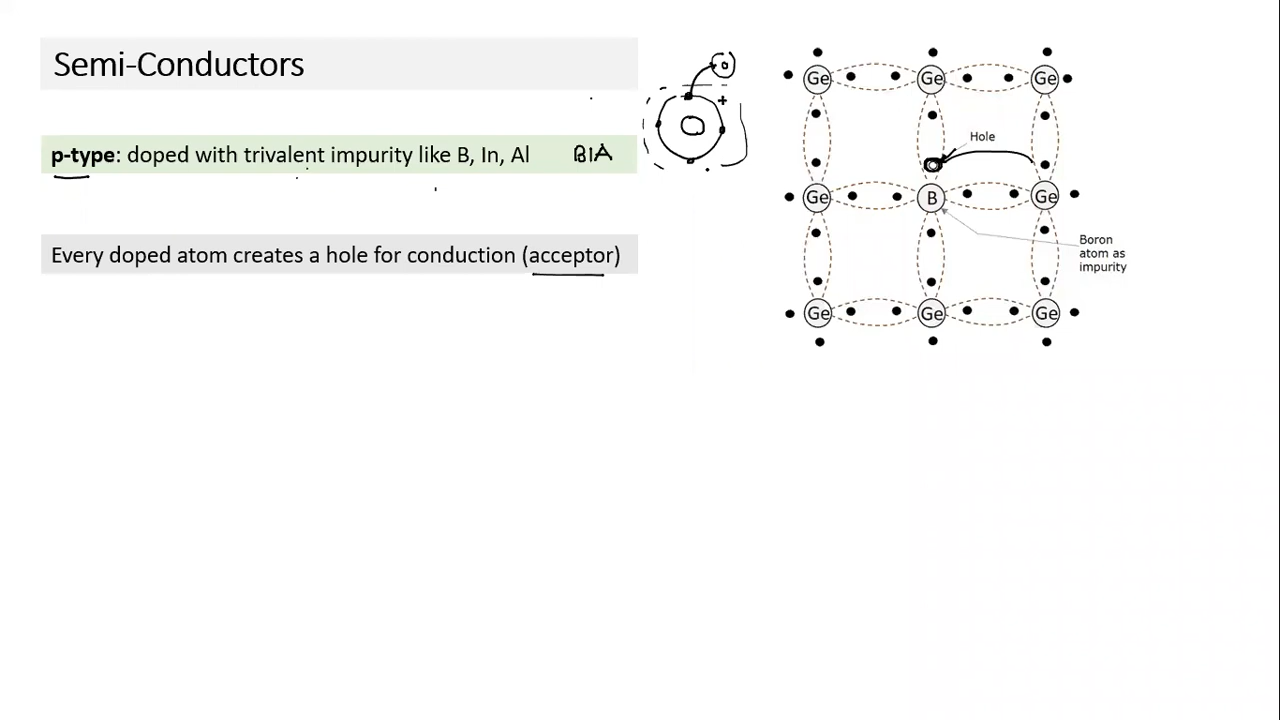 Semi-Conductors
p-type: doped with trivalent impurity like B, In, Al BIA
Every doped atom creates a hole for conduction (acceptor)
+
Ge Ge Ge
Hole
Ge B Ge
Boron
atom as
impurity
Ge Ge Ge